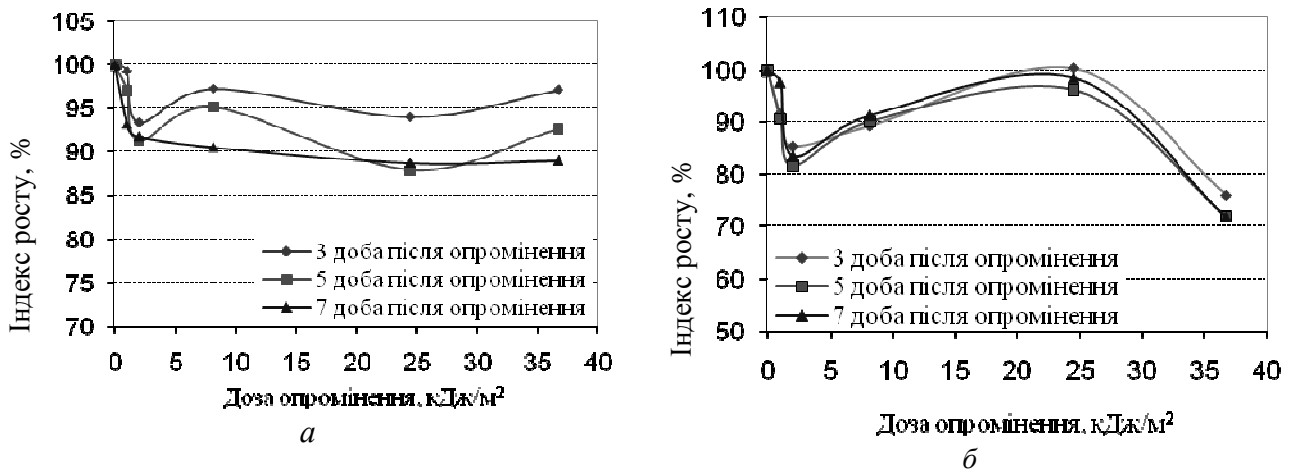 Індекс росту, %
105
100
95
90
85
80
75
70
3 доба після опромінення
5 доба після опромінення
7 доба після опромінення
0 5 10 15 20 25 30 35 40
Доза опромінення, кДж/м²
а
Індекс росту, %
110
100
90
80
70
60
50
3 доба після опромінення
5 доба після опромінення
7 доба після опромінення
0 5 10 15 20 25 30 35 40
Доза опромінення, кДж/м²
б